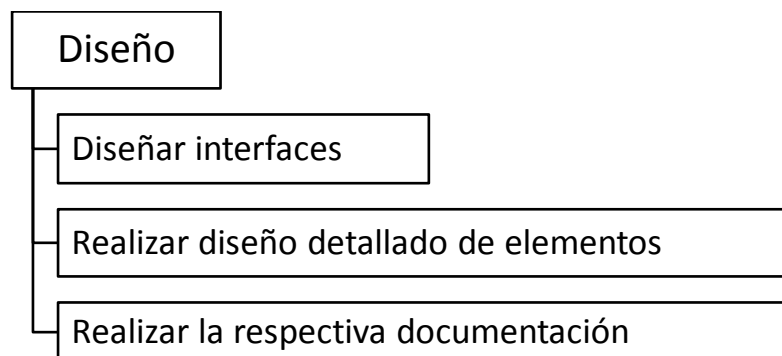 Diseño
Diseñar interfaces
Realizar diseño detallado de elementos
Realizar la respectiva documentación